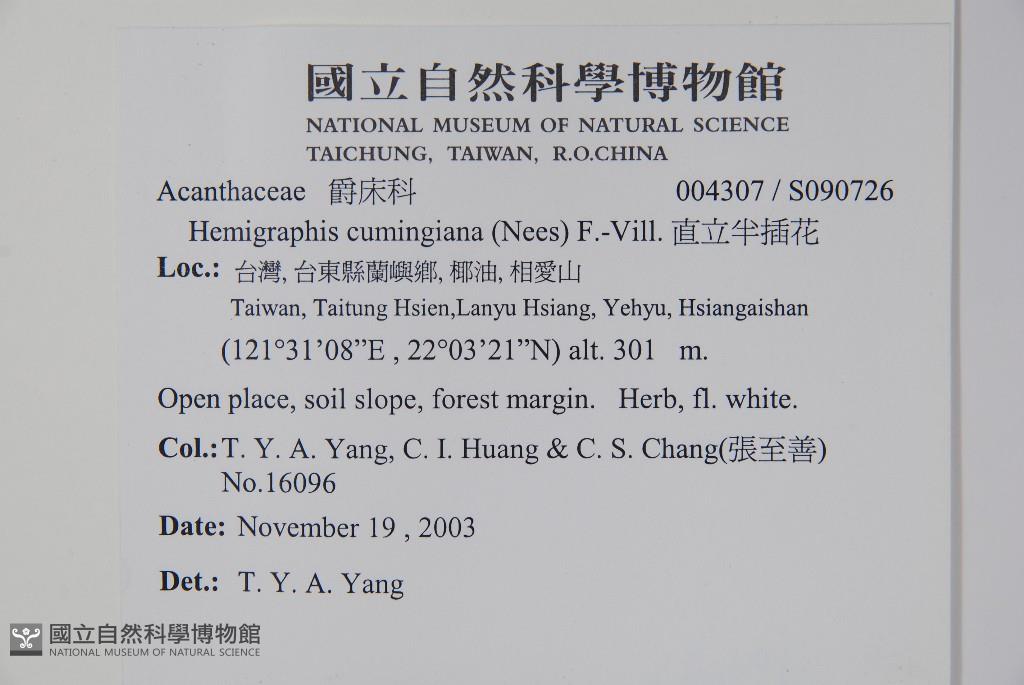 國立自然科學博物館
NATIONAL MUSEUM OF NATURAL SCIENCE
TAICHUNG, TAIWAN, R.O.CHINA
Acanthaceae 爵床科 004307 / S090726
Hemigraphis cumingiana (Nees) F.-Vill. 直立半插花
Loc.: 台灣, 台東縣蘭嶼鄉, 椰油, 相愛山
Taiwan, Taitung Hsien,Lanyu Hsiang, Yehyu, Hsiangaishan
(121°31’08”E , 22°03’21”N) alt. 301 m.
Open place, soil slope, forest margin. Herb, fl. white.
Col.: T. Y. A. Yang, C. I. Huang & C. S. Chang(張至善)
No.16096
Date: November 19 , 2003
Det.: T. Y. A. Yang
國立自然科學博物館
NATIONAL MUSEUM OF NATURAL SCIENCE